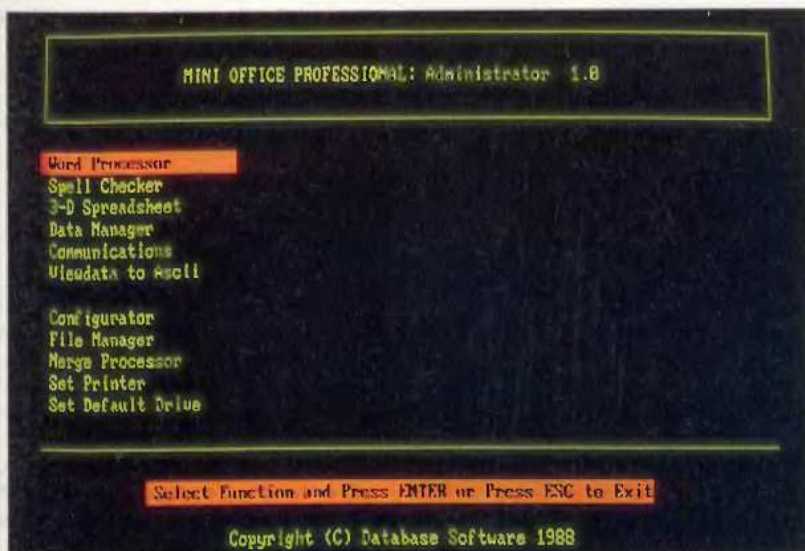 MINI OFFICE PROFESSIONAL: Administrator 1.0
Word Processor
Spell Checker
3-D Spreadsheet
Data Manager
Communications
Viewdata to Ascii
Configurator
File Manager
Merge Processor
Set Printer
Set Default Drive
Select Function and Press ENTER or Press ESC to Exit
Copyright (C) Database Software 1988